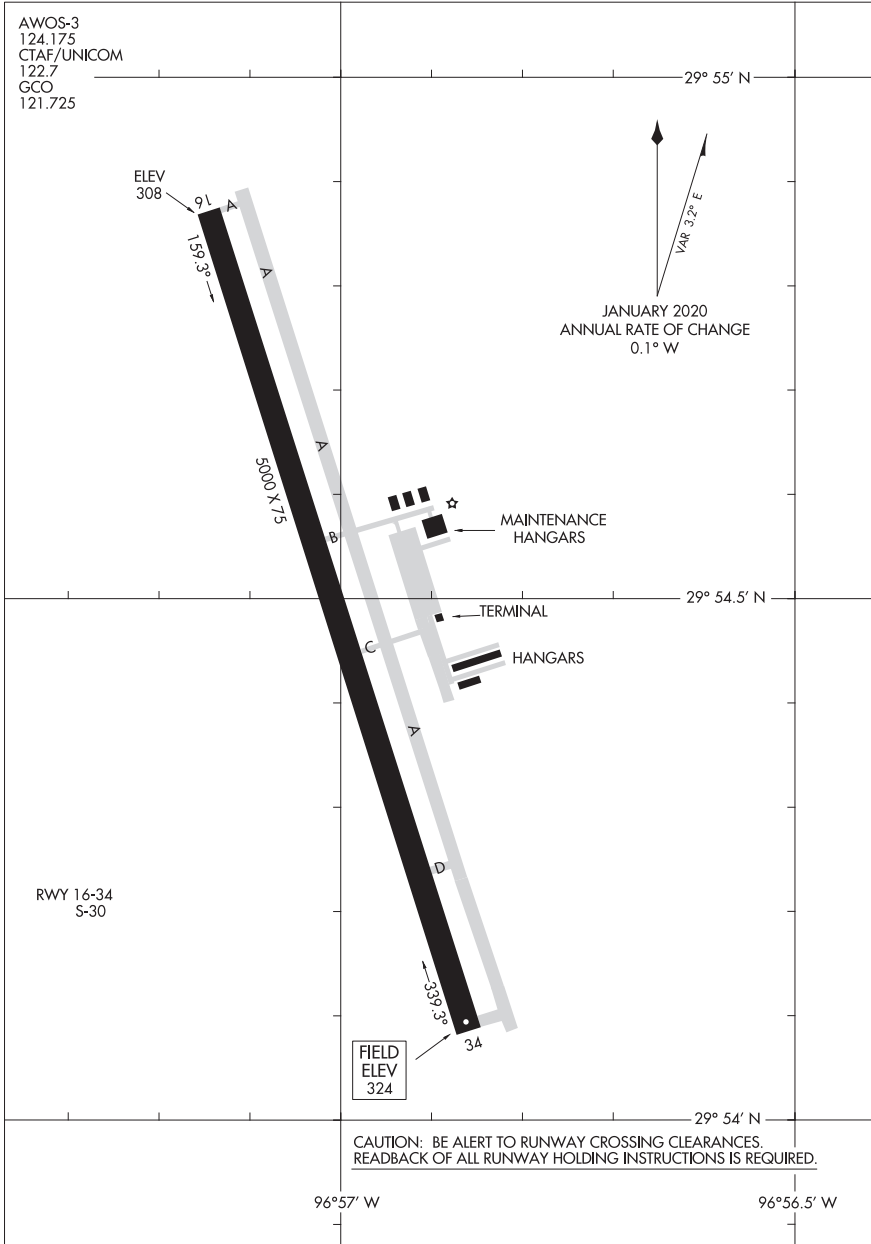 AWOS-3
124.175
CTAF/UNICOM
122.7
GCO
121.725
29° 55' N
ELEV
308
16
A
159.3°
A
VAR 3.2° E
JANUARY 2020
ANNUAL RATE OF CHANGE
0.1° W
A
5000 X 75
B
MAINTENANCE
HANGARS
29° 54.5' N
TERMINAL
C
HANGARS
A
D
RWY 16-34
S-30
339.3°
34
FIELD
ELEV
324
29° 54' N
CAUTION: BE ALERT TO RUNWAY CROSSING CLEARANCES.
READBACK OF ALL RUNWAY HOLDING INSTRUCTIONS IS REQUIRED.
96°57' W
96°56.5' W